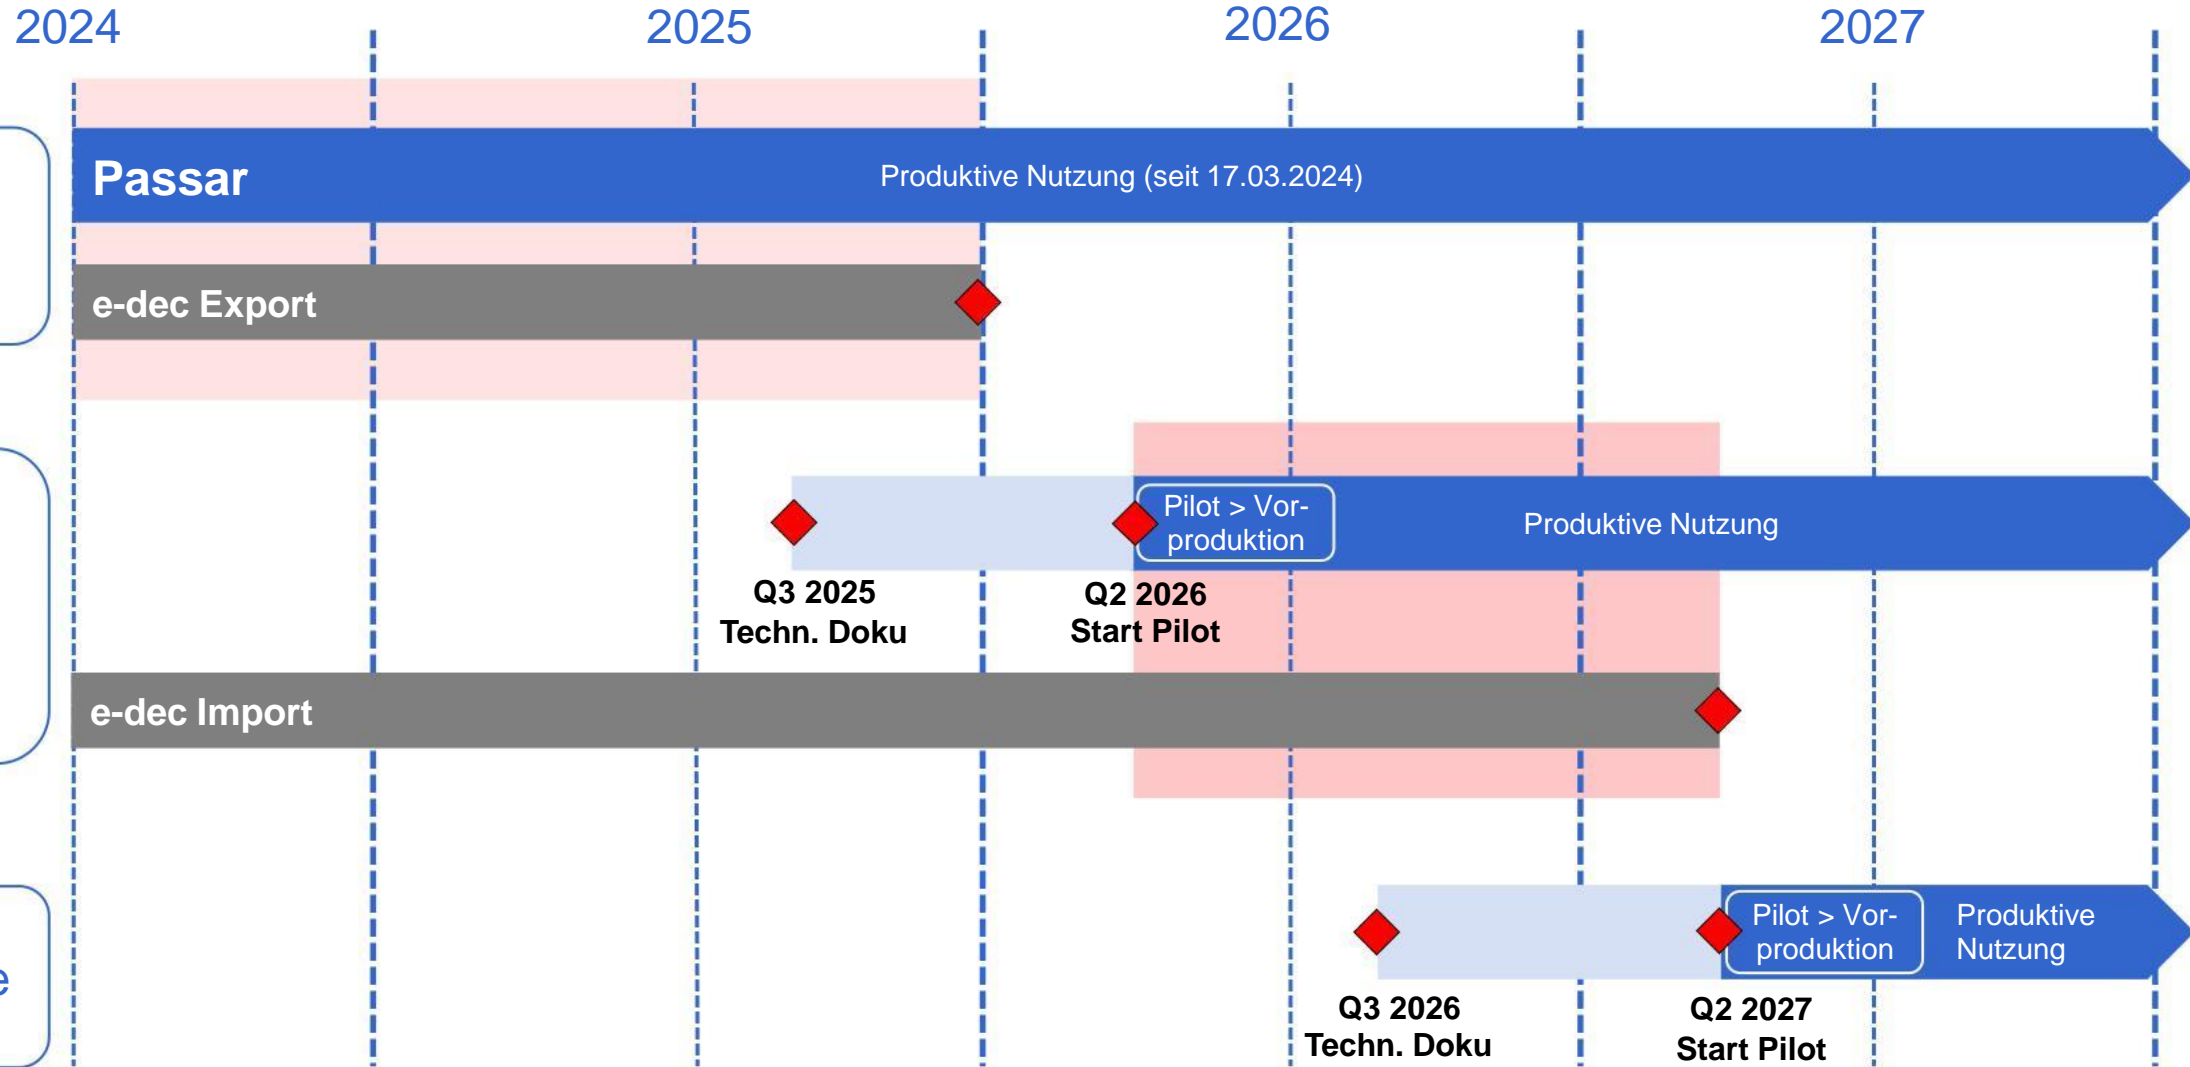 2024
2025
2026
2027
Passar
Produktive Nutzung (seit 17.03.2024)
e-dec Export
Pilot > Vor-
produktion
Produktive Nutzung
Q3 2025
Techn. Doku
Q2 2026
Start Pilot
e-dec Import
Pilot > Vor-
produktion
Produktive
Nutzung
e
Q3 2026
Techn. Doku
Q2 2027
Start Pilot